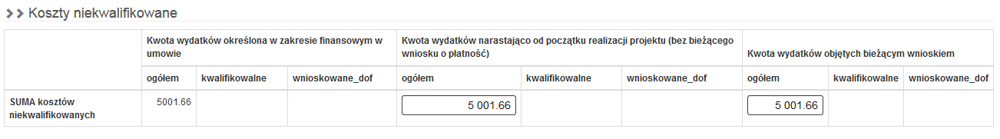 Koszty niekwalifikowane
Kwota wydatków określona w zakresie finansowym w
umowie
Kwota wydatków narastająco od początku realizacji projektu (bez bieżącego
wniosku o płatność)
Kwota wydatków objętych bieżącym wnioskiem
ogółem kwalifikowalne wnioskowane_dof ogółem kwalifikowalne wnioskowane_dof ogółem kwalifikowalne wnioskowane_dof
SUMA kosztów
niekwalifikowanych
5001.66 5 001.66 5 001.66